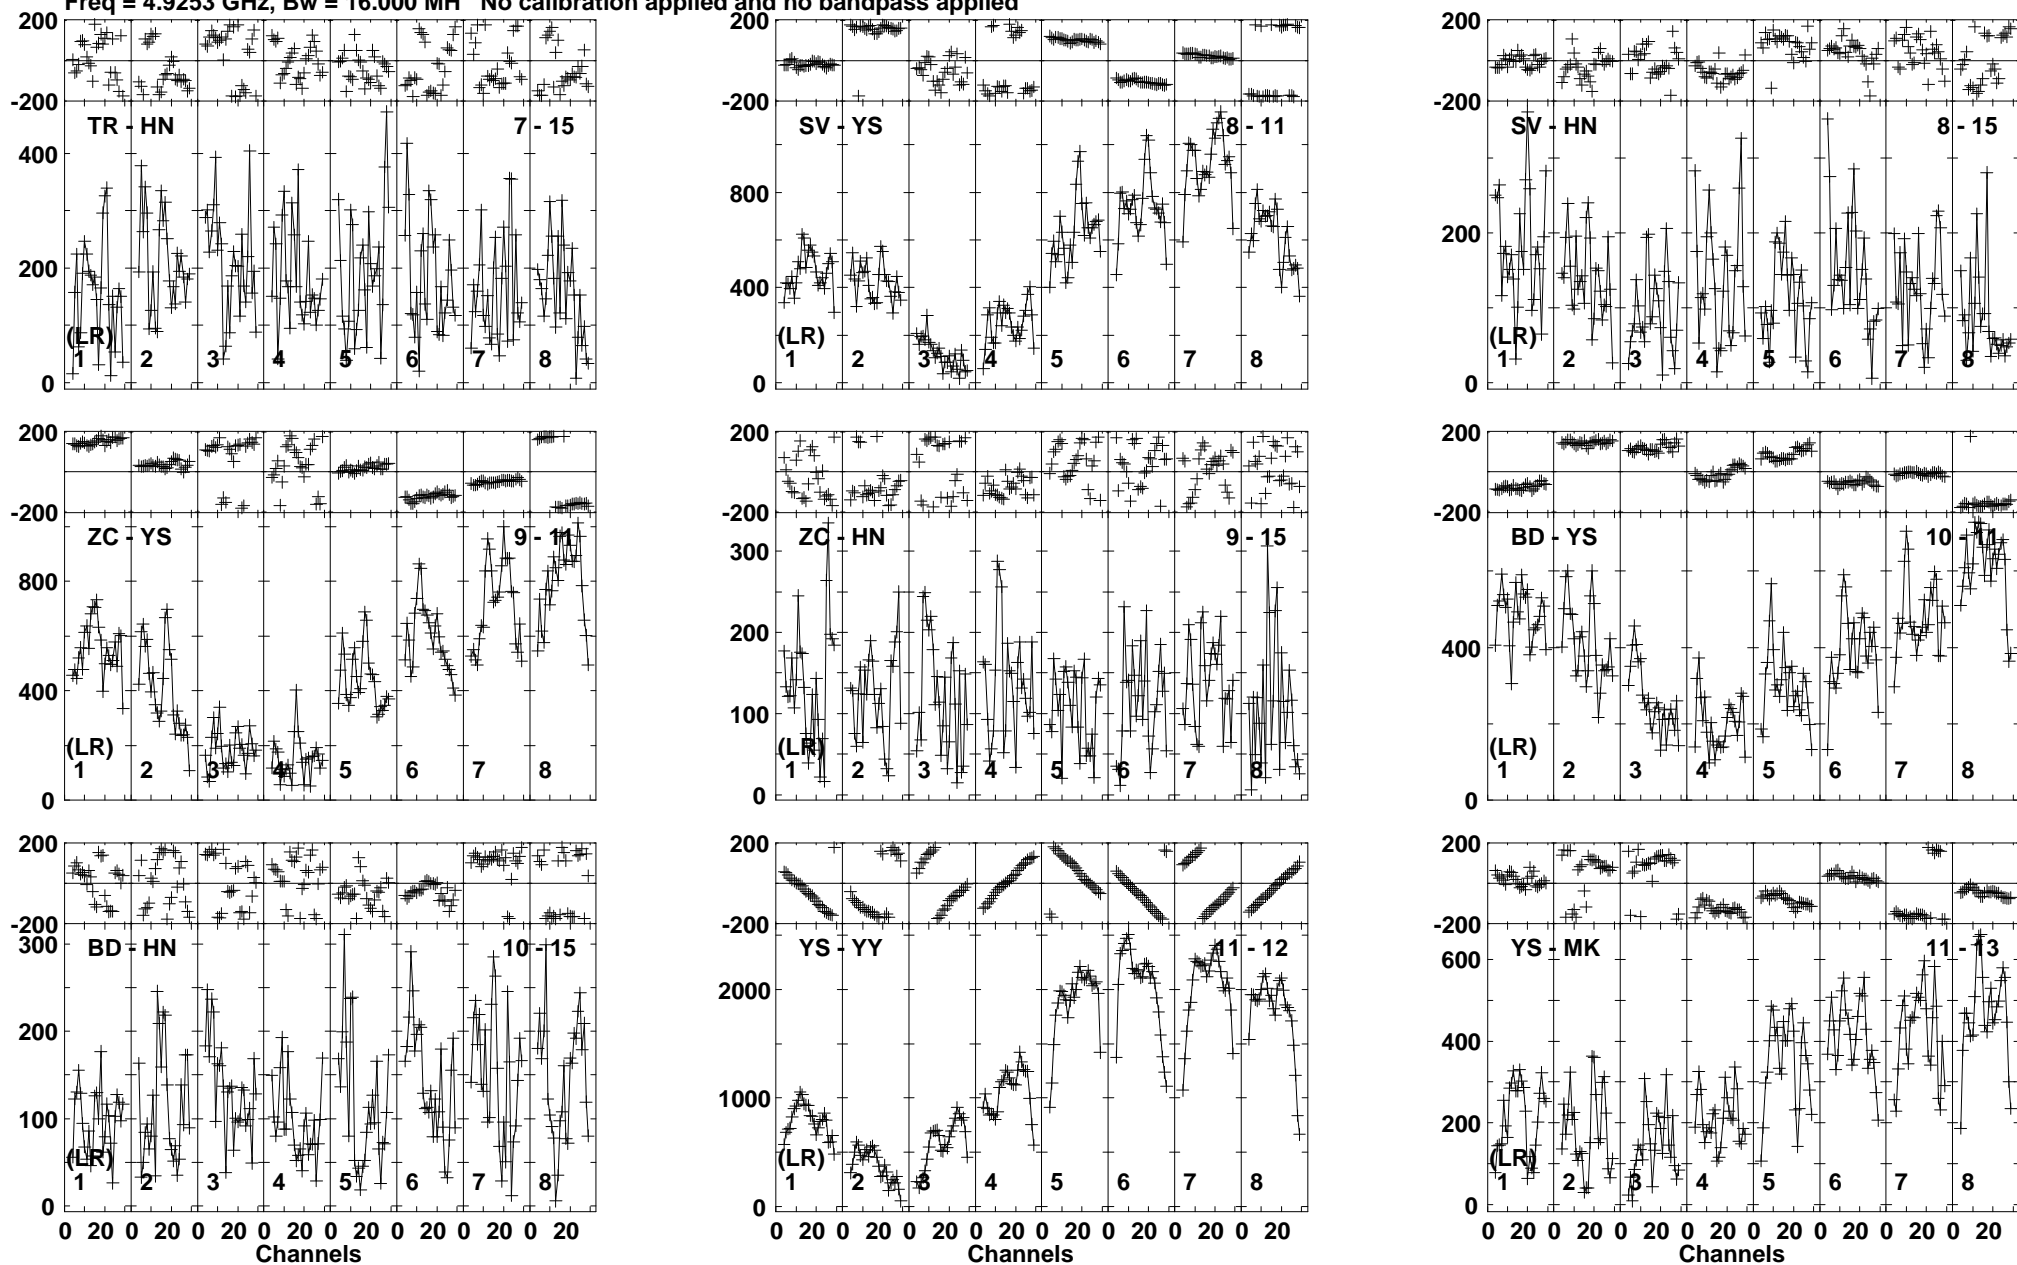 Freq = 4.9253 GHz, Bw = 16.000 MH No calibration applied and no bandpass applied
200
-200
TR - HN 7 - 15
400
200
0
(LR)
1 2 3 4 5 6 7 8
200
-200
SV - YS 8 - 11
800
400
0
(LR)
1 2 3 4 5 6 7 8
200
-200
SV - HN 8 - 15
200
0
(LR)
1 2 3 4 5 6 7 8
200
-200
ZC - YS 9 - 11
800
400
0
(LR)
1 2 3 4 5 6 7 8
200
-200
ZC - HN 9 - 15
300
200
100
0
(LR)
1 2 3 4 5 6 7 8
200
-200
BD - YS 10 - 11
400
0
(LR)
1 2 3 4 5 6 7 8
200
-200
BD - HN 10 - 15
300
200
100
0
(LR)
1 2 3 4 5 6 7 8
0 20 0 20 0 20 0 20 0 20 0 20 0 20 0 20
Channels
200
-200
YS - YY 11 - 12
2000
1000
0
(LR)
1 2 3 4 5 6 7 8
0 20 0 20 0 20 0 20 0 20 0 20 0 20 0 20
Channels
200
-200
YS - MK 11 - 13
600
400
200
0
(LR)
1 2 3 4 5 6 7 8
0 20 0 20 0 20 0 20 0 20 0 20 0 20 0 20
Channels